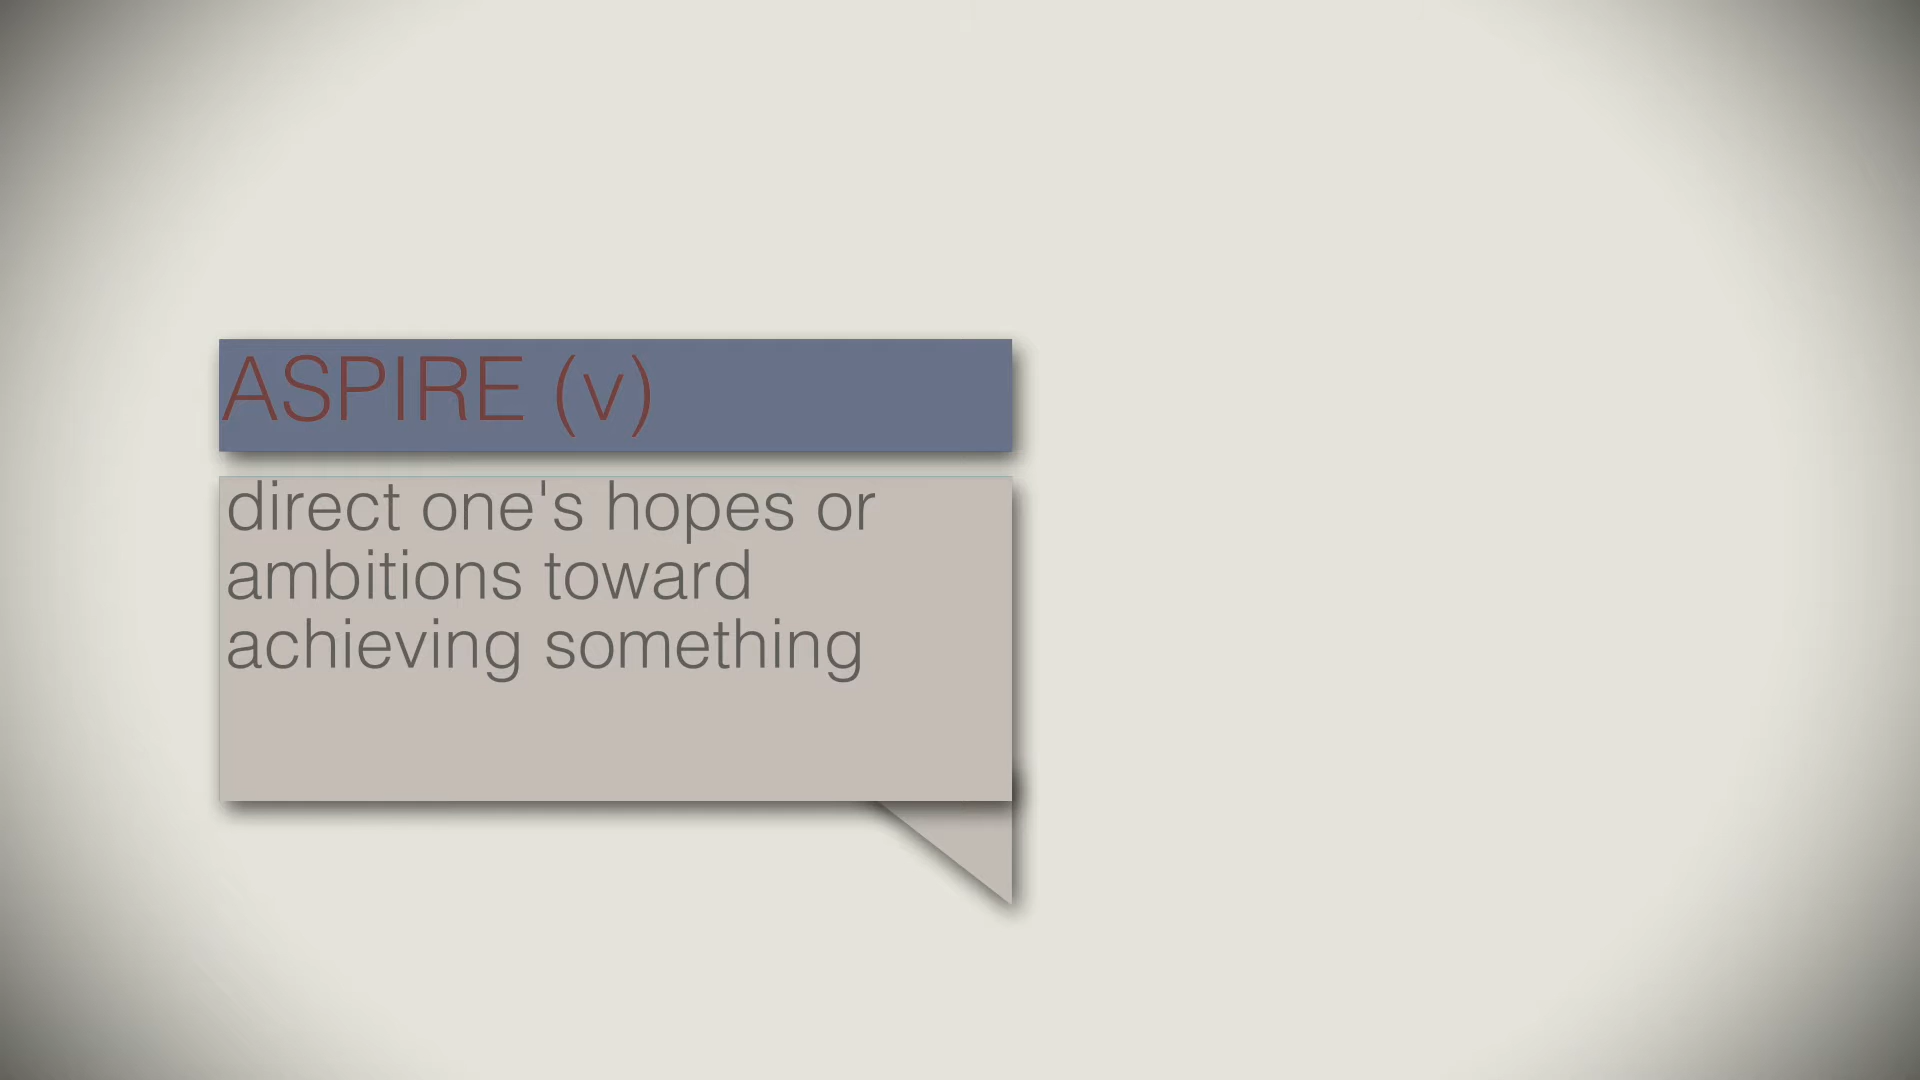 ASPIRE (v)
direct one's hopes or
ambitions toward
achieving something